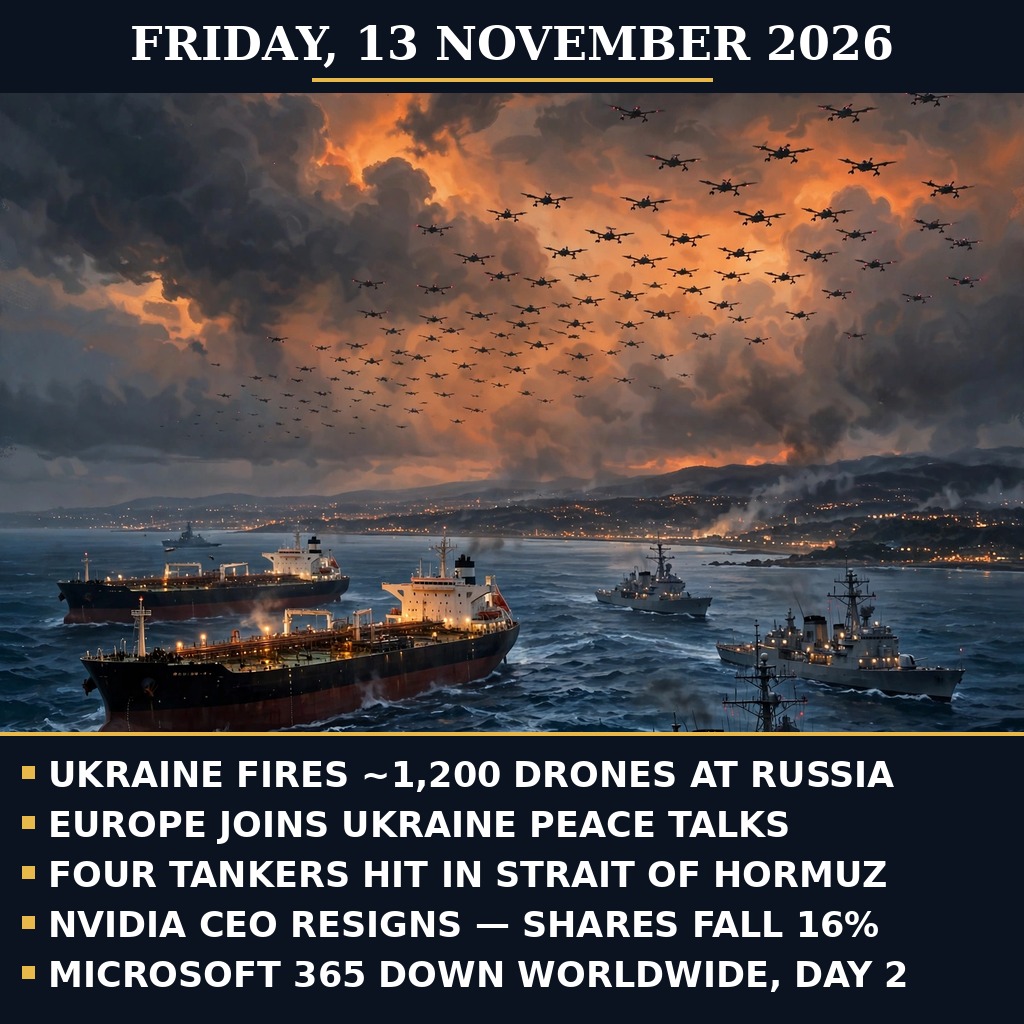 FRIDAY, 13 NOVEMBER 2026
UKRAINE FIRES ~1,200 DRONES AT RUSSIA
EUROPE JOINS UKRAINE PEACE TALKS
FOUR TANKERS HIT IN STRAIT OF HORMUZ
NVIDIA CEO RESIGNS — SHARES FALL 16%
MICROSOFT 365 DOWN WORLDWIDE, DAY 2